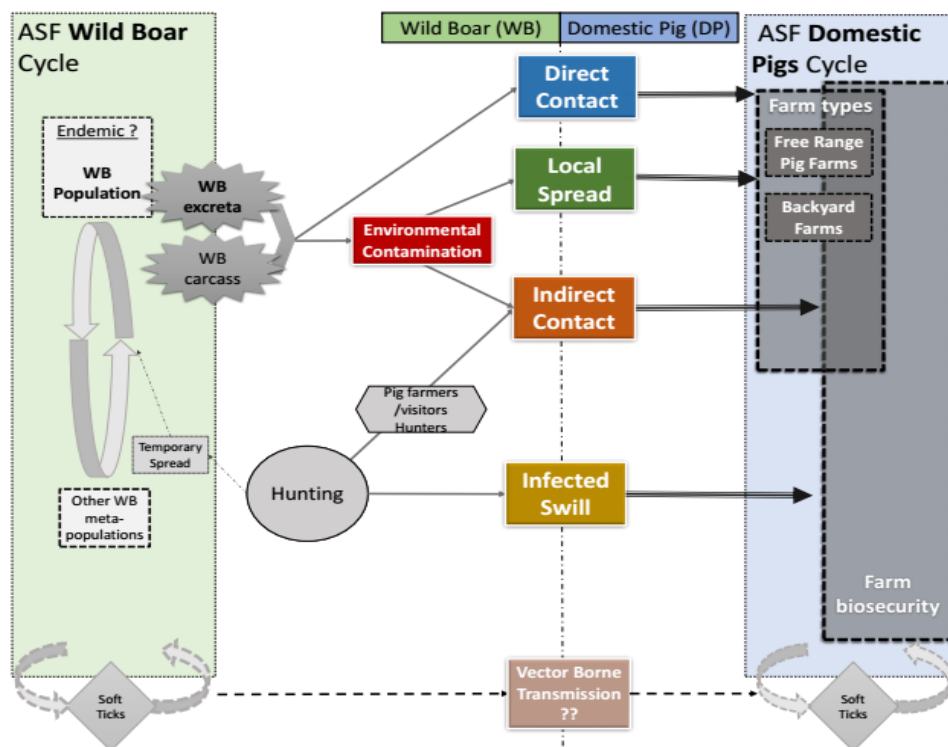 ASF Wild Boar
Cycle
Wild Boar (WB)
Domestic Pig (DP)
ASF Domestic
Pigs Cycle
Endemic ?
WB
Population
WB
excreta
WB
carcass
Environmental
Contamination
Direct
Contact
Local
Spread
Indirect
Contact
Farm types
Free Range
Pig Farms
Backyard
Farms
Pig farmers
/visitors
Hunters
Temporary
Spread
Hunting
Infected
Swill
Other WB
meta-
populations
Farm
biosecurity
Soft
Ticks
Vector Borne
Transmission
??
Soft
Ticks